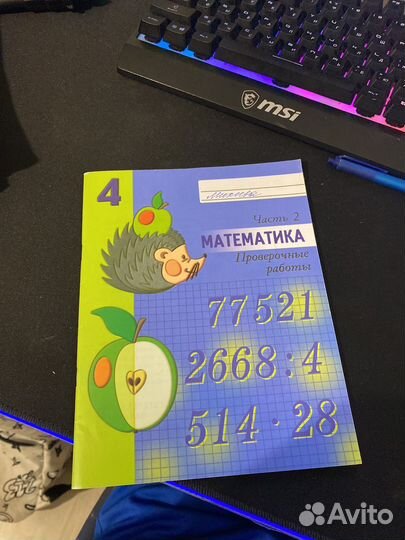 msi
4
Часть 2
МАТЕМАТИКА
Проверочные
работы
77521
2668:4
514·28
Avito